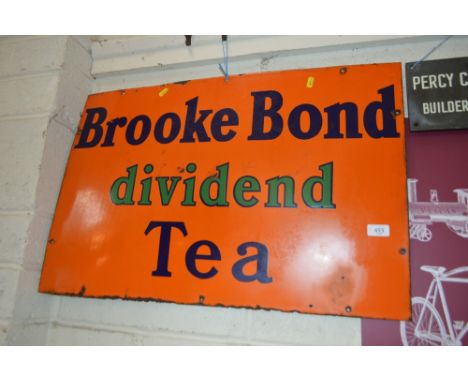 Brooke Bond
dividend
Tea
PERCY C
BUILDER